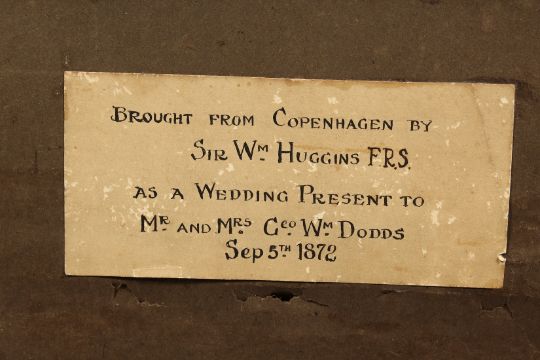 Brought from Copenhagen by
Sir Wm. Huggins F.R.S.
as a Wedding Present to
Mr. and Mrs. Geo. Wm. Dodds
Sep 5th 1872